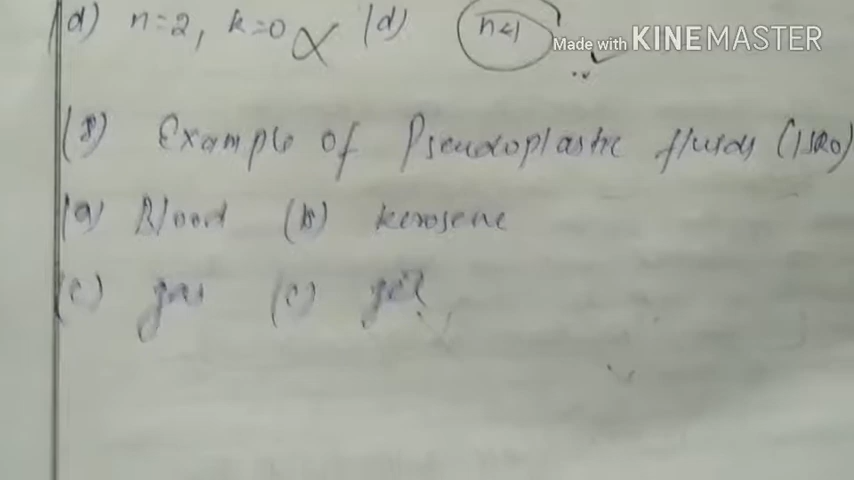 (d) n=2, k=0 (d) n<1
Made with KINEMASTER
(8) Example of Pseudoplastic fluids (ISRO)
(a) Blood (b) kerosene
(c) gas (c) gel